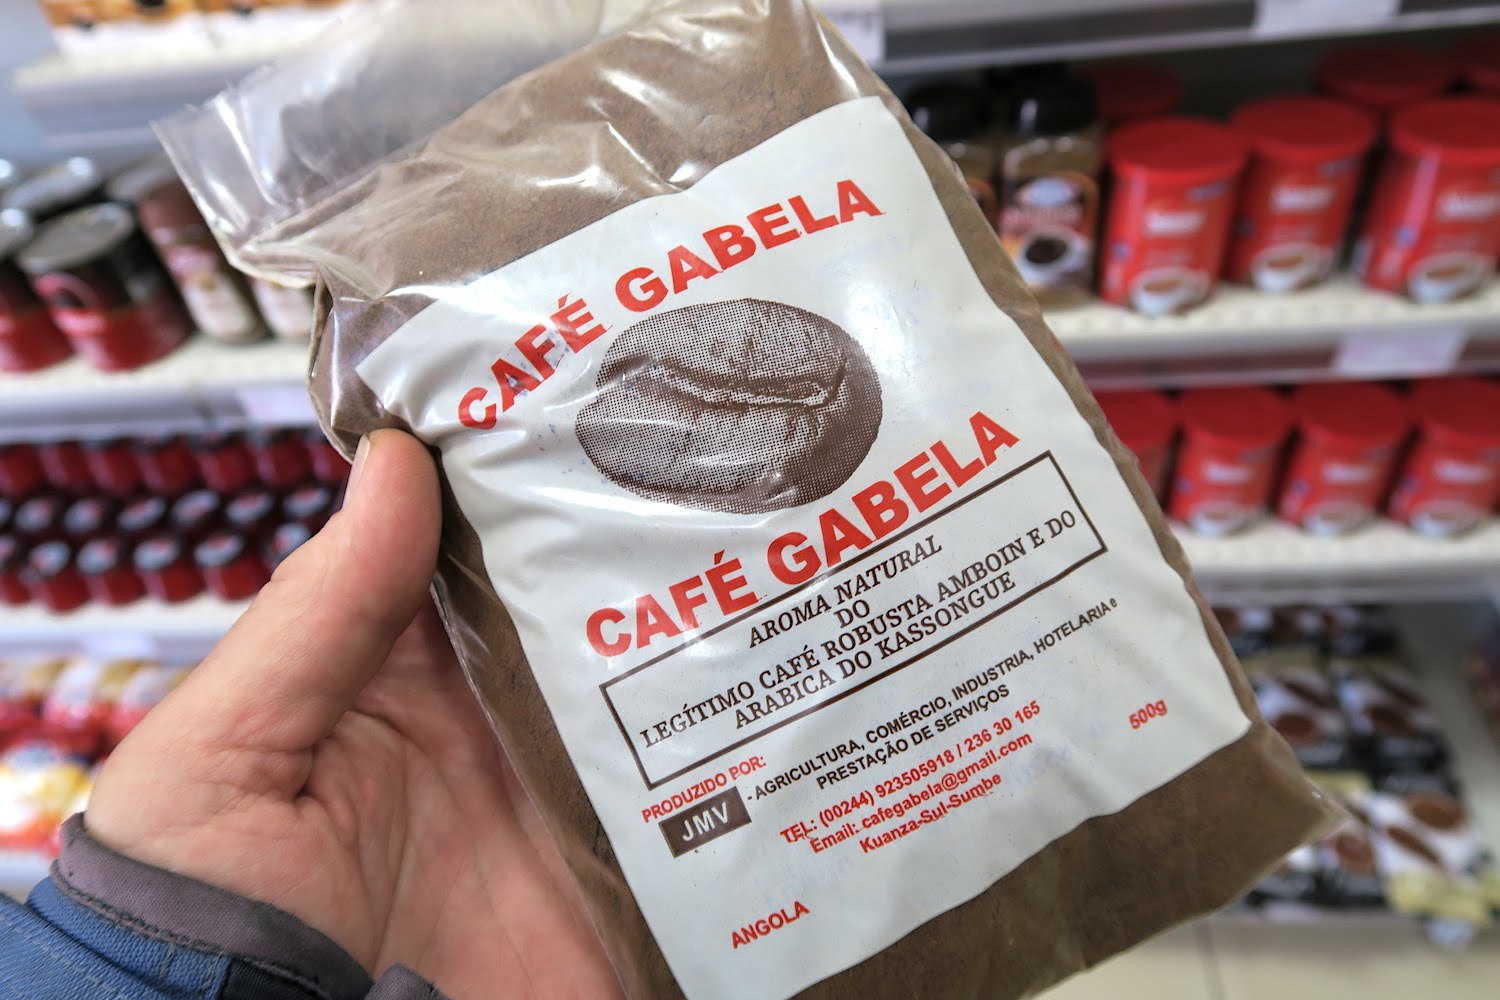 CAFÉ GABELA
CAFÉ GABELA
AROMA NATURAL
DO
LEGÍTIMO CAFÉ ROBUSTA AMBOIN E DO
ARABICA DO KASSONGUE
PRODUZIDO POR:
JMV - AGRICULTURA, COMÉRCIO, INDUSTRIA, HOTELARIA e
PRESTAÇÃO DE SERVIÇOS
TEL: (00244) 923505918 / 236 30 165
Email: cafegabela@gmail.com
Kuanza-Sul-Sumbe
500g
ANGOLA